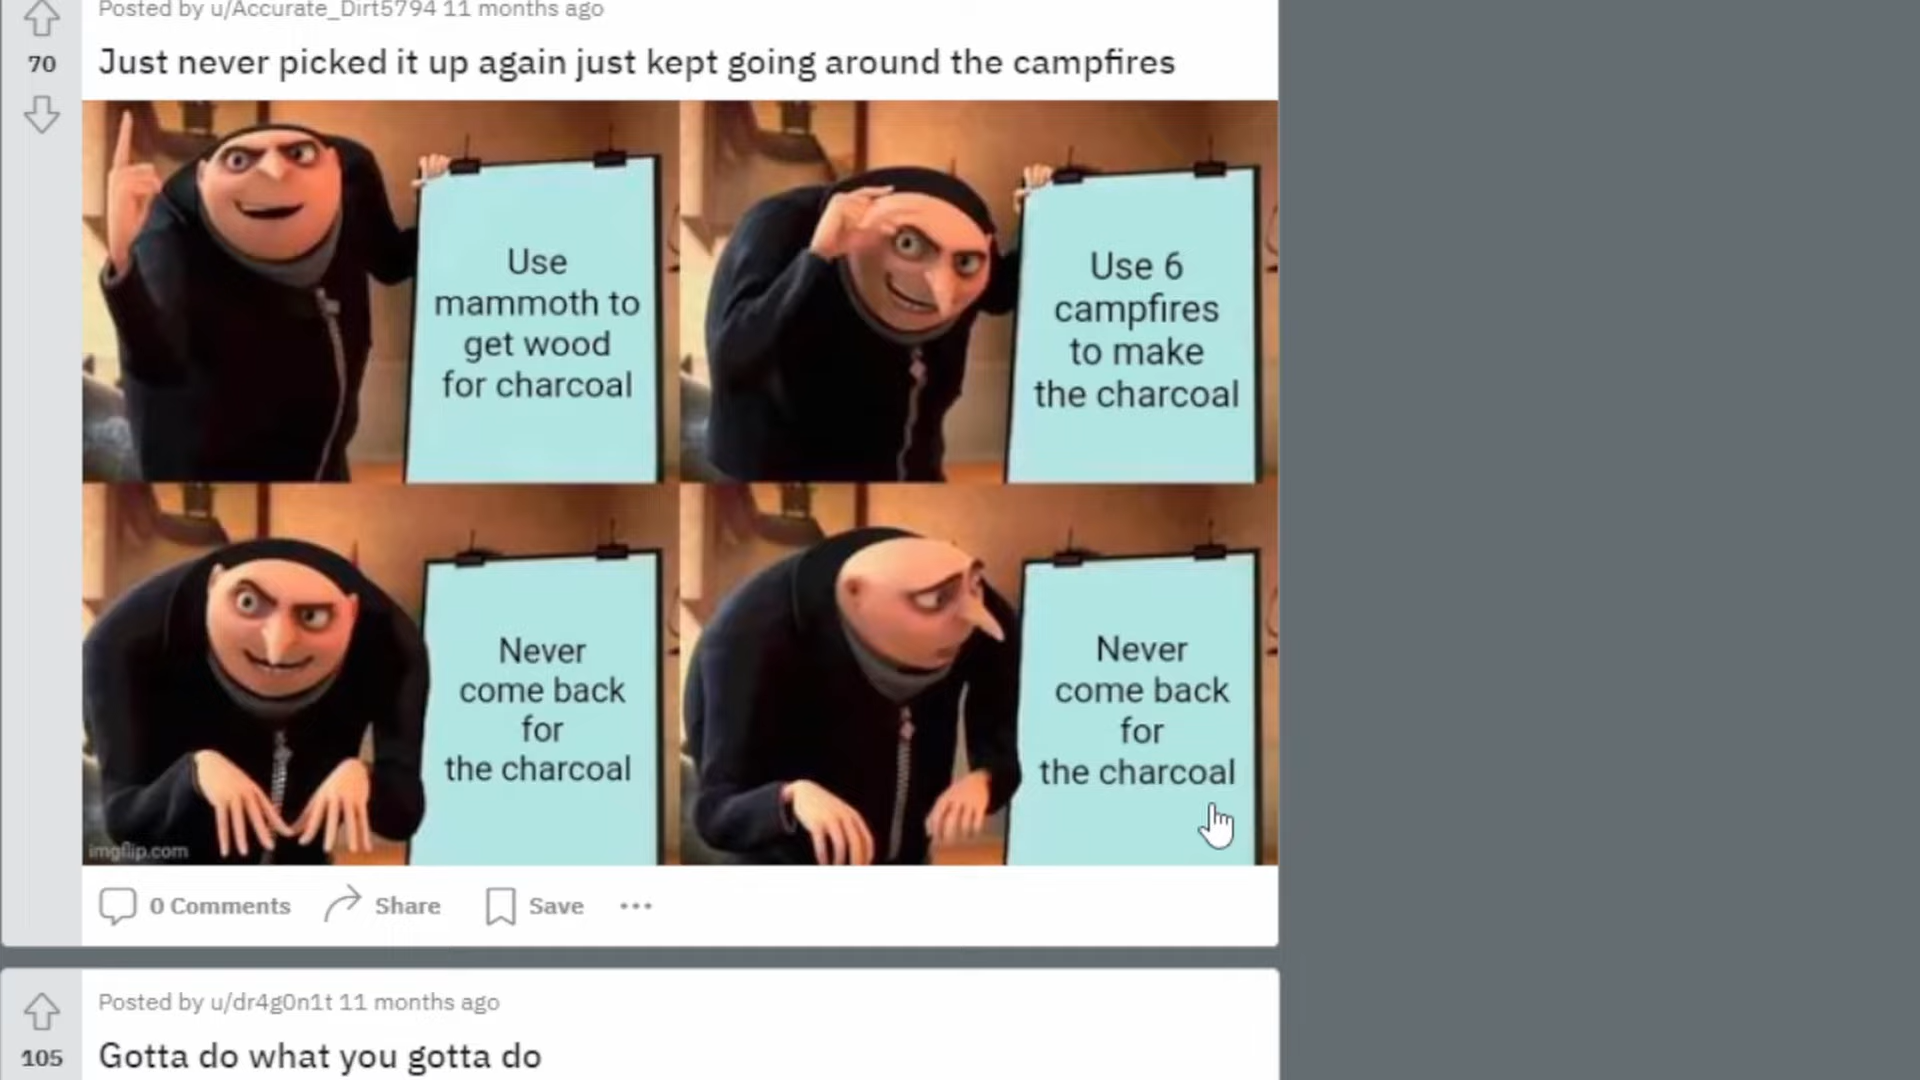 Posted by u/Accurate_Dirt5794 11 months ago
70
Just never picked it up again just kept going around the campfires
Use
mammoth to
get wood
for charcoal
Use 6
campfires
to make
the charcoal
Never
come back
for
the charcoal
Never
come back
for
the charcoal
imgflip.com
0 Comments
Share
Save
Posted by u/dr4g0n1t 11 months ago
105
Gotta do what you gotta do